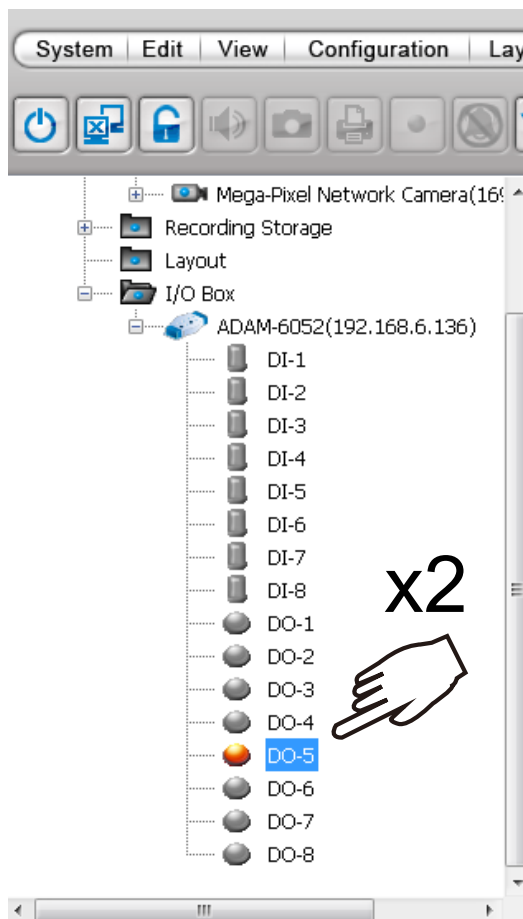 System Edit View Configuration Lay
Mega-Pixel Network Camera(169
Recording Storage
Layout
I/O Box
ADAM-6052(192.168.6.136)
DI-1
DI-2
DI-3
DI-4
DI-5
DI-6
DI-7
DI-8
x2
DO-1
DO-2
DO-3
DO-4
DO-5
DO-6
DO-7
DO-8